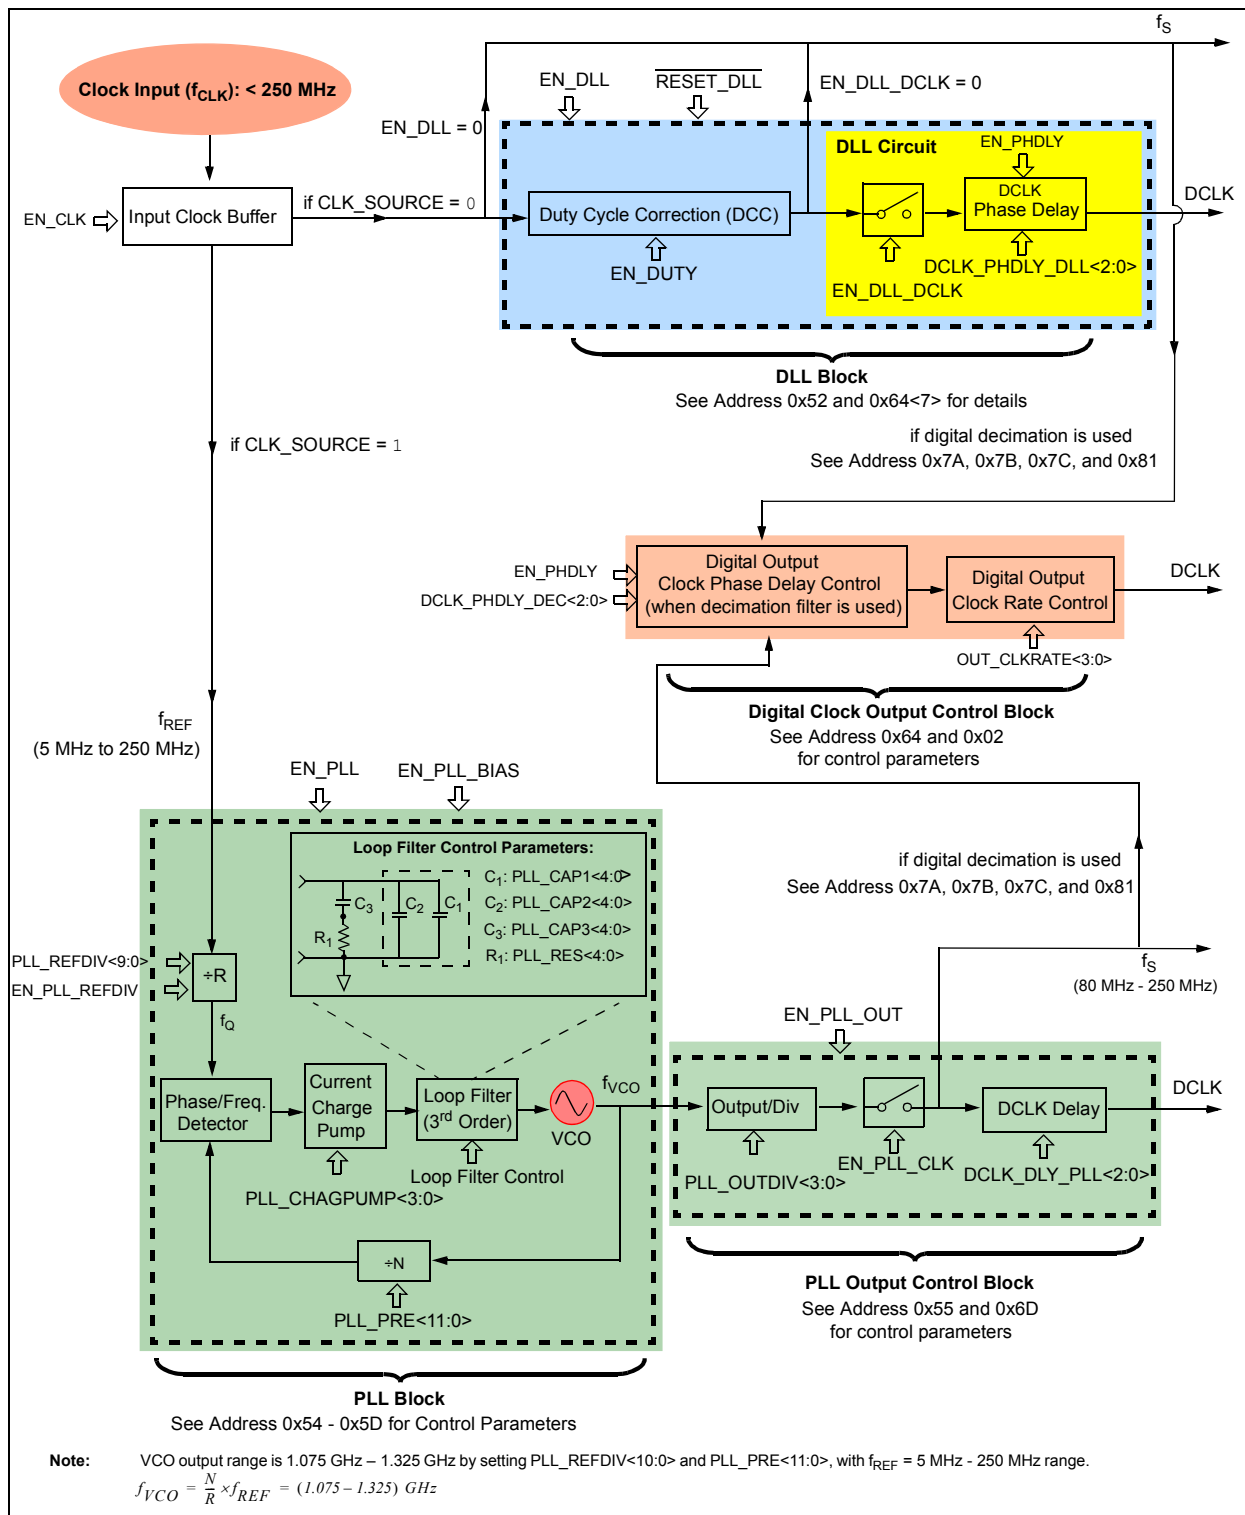 f_S
Clock Input (f_CLK): < 250 MHz
EN_DLL
RESET_DLL
EN_DLL_DCLK = 0
EN_DLL = 0
DLL Circuit
EN_PHDLY
EN_CLK
Input Clock Buffer
if CLK_SOURCE = 0
Duty Cycle Correction (DCC)
DCLK
Phase Delay
DCLK
EN_DUTY
DCLK_PHDLY_DLL<2:0>
EN_DLL_DCLK
DLL Block
See Address 0x52 and 0x64<7> for details
if CLK_SOURCE = 1
if digital decimation is used
See Address 0x7A, 0x7B, 0x7C, and 0x81
EN_PHDLY
DCLK_PHDLY_DEC<2:0>
Digital Output
Clock Phase Delay Control
(when decimation filter is used)
Digital Output
Clock Rate Control
DCLK
OUT_CLKRATE<3:0>
Digital Clock Output Control Block
See Address 0x64 and 0x02
for control parameters
f_REF
(5 MHz to 250 MHz)
EN_PLL
EN_PLL_BIAS
Loop Filter Control Parameters:
C1: PLL_CAP1<4:0>
C2: PLL_CAP2<4:0>
C3: PLL_CAP3<4:0>
R1: PLL_RES<4:0>
C3
C2
C1
R1
if digital decimation is used
See Address 0x7A, 0x7B, 0x7C, and 0x81
PLL_REFDIV<9:0>
EN_PLL_REFDIV
÷R
f_Q
f_S
(80 MHz - 250 MHz)
EN_PLL_OUT
Phase/Freq.
Detector
Current
Charge
Pump
Loop Filter
(3rd Order)
VCO
f_VCO
Output/Div
DCLK Delay
DCLK
Loop Filter Control
PLL_CHAGPUMP<3:0>
PLL_OUTDIV<3:0>
EN_PLL_CLK
DCLK_DLY_PLL<2:0>
÷N
PLL_PRE<11:0>
PLL Output Control Block
See Address 0x55 and 0x6D
for control parameters
PLL Block
See Address 0x54 - 0x5D for Control Parameters
Note: VCO output range is 1.075 GHz – 1.325 GHz by setting PLL_REFDIV<10:0> and PLL_PRE<11:0>, with f_REF = 5 MHz - 250 MHz range.
f_VCO = N/R × f_REF = (1.075 – 1.325) GHz